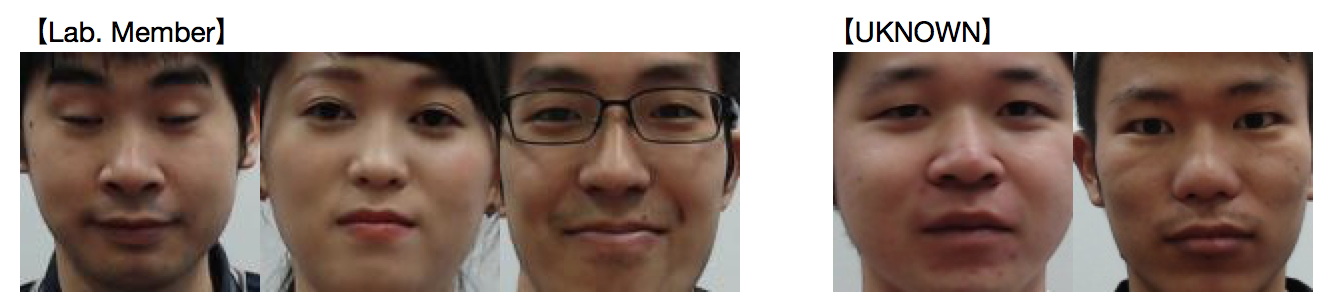 【Lab. Member】
【UKNOWN】